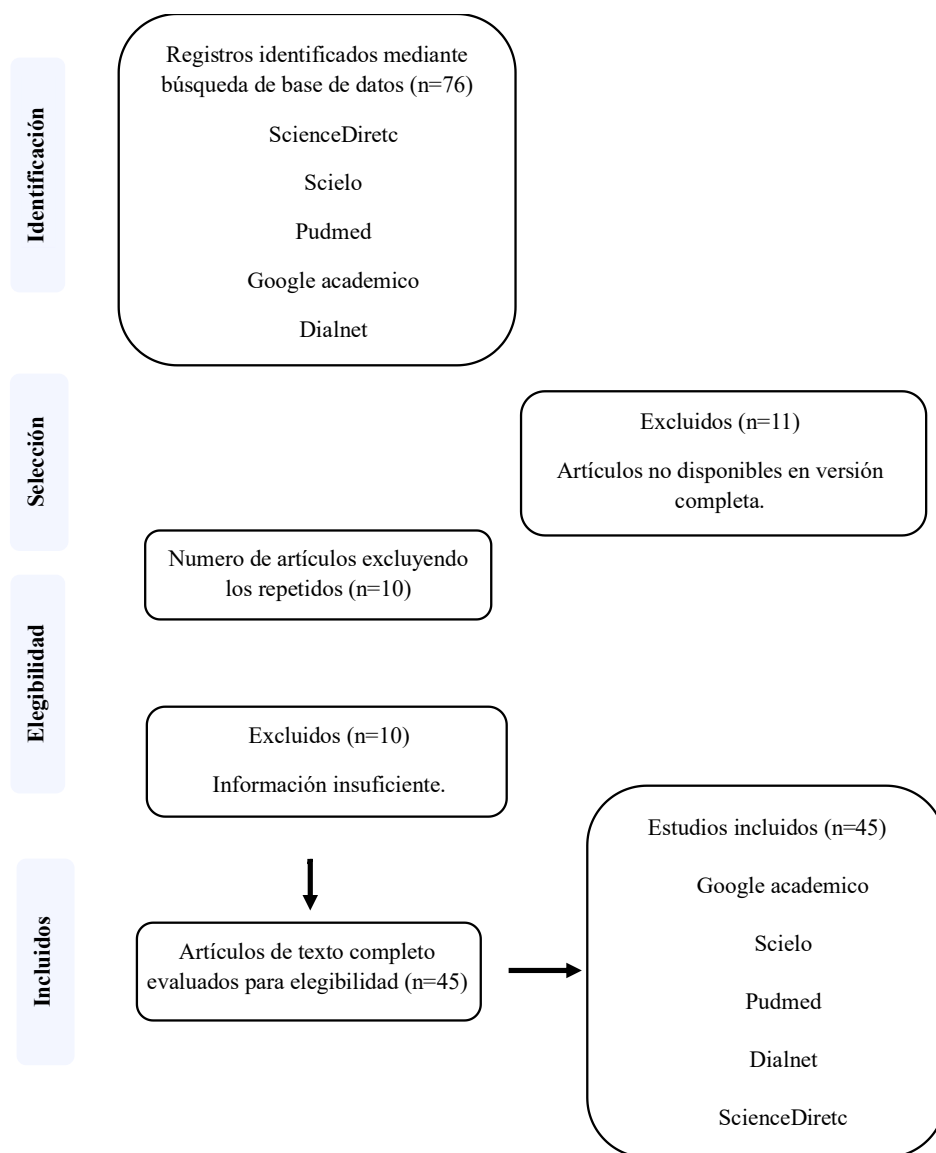 Identificación
Registros identificados mediante
búsqueda de base de datos (n=76)
ScienceDiretc
Scielo
Pudmed
Google academico
Dialnet
Selección
Excluidos (n=11)
Artículos no disponibles en versión
completa.
Numero de artículos excluyendo
los repetidos (n=10)
Elegibilidad
Excluidos (n=10)
Información insuficiente.
Incluidos
Artículos de texto completo
evaluados para elegibilidad (n=45)
Estudios incluidos (n=45)
Google academico
Scielo
Pudmed
Dialnet
ScienceDiretc